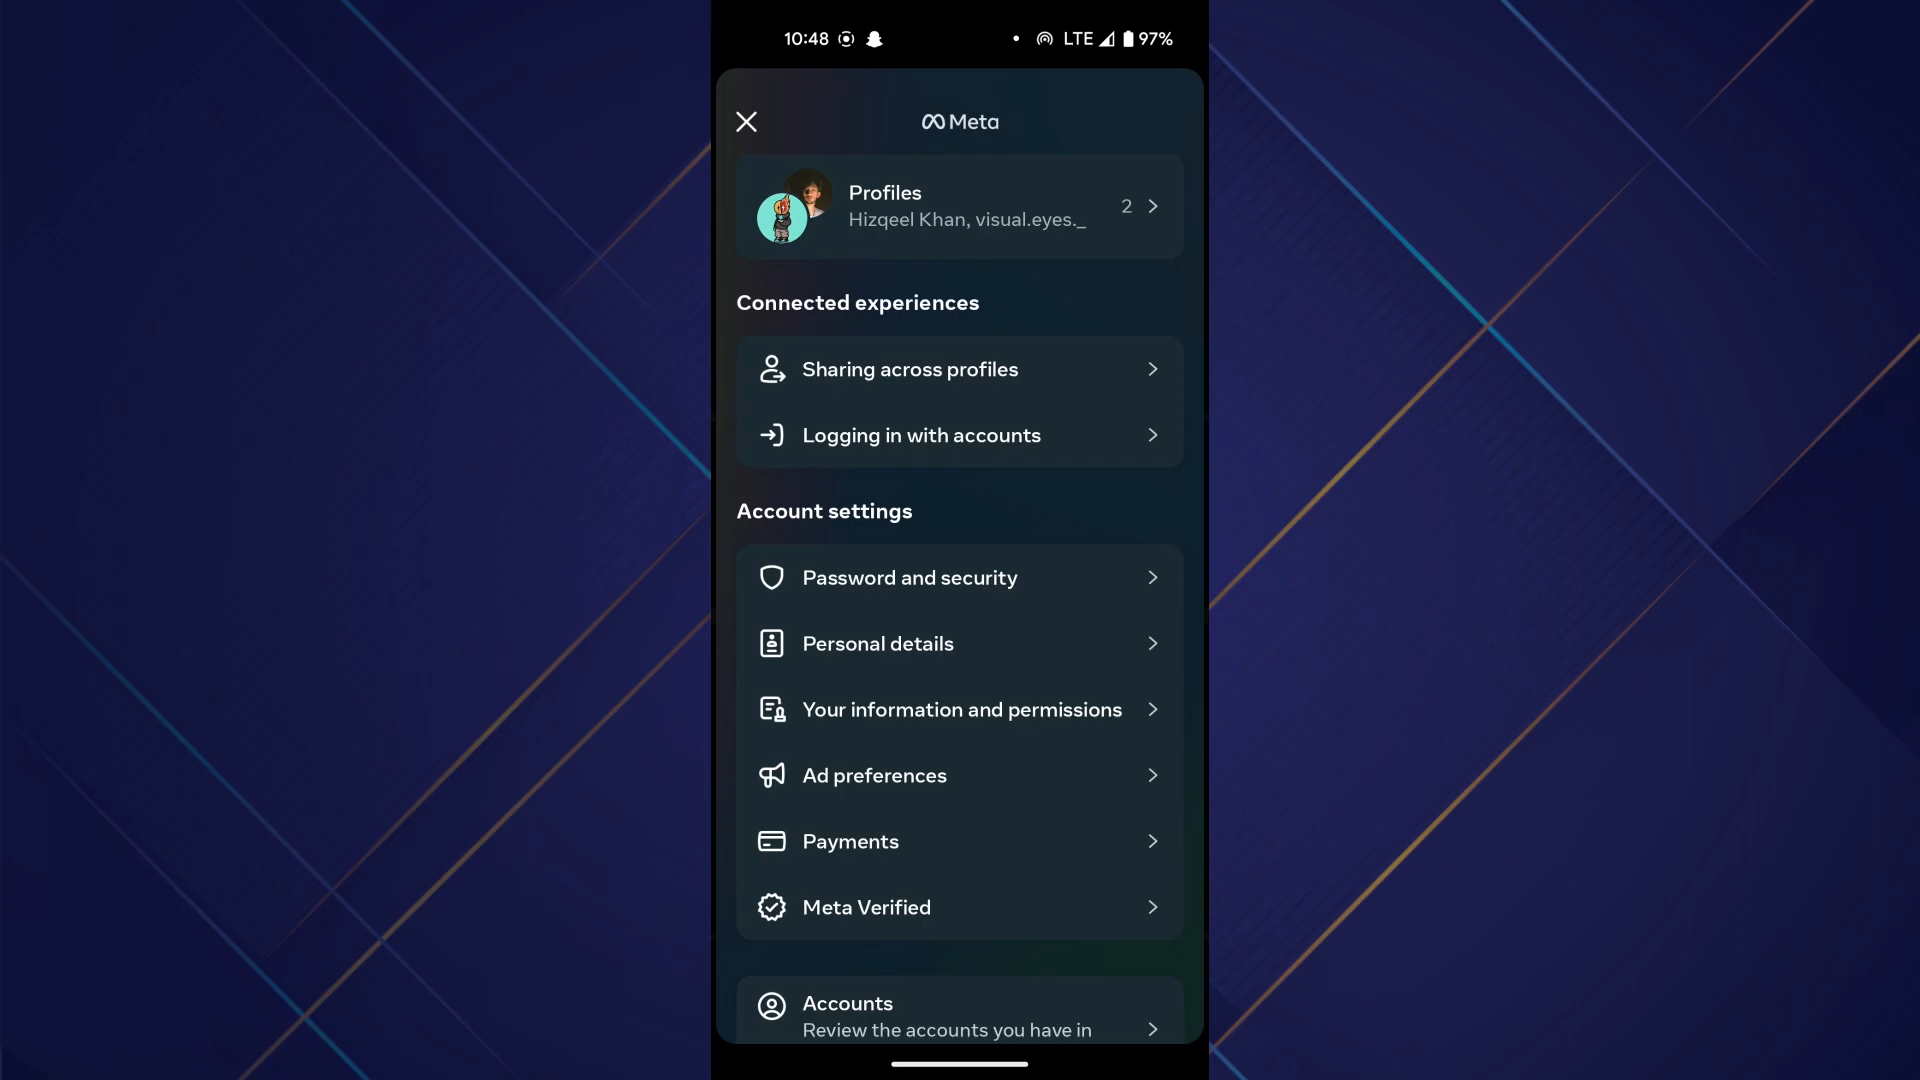 10:48 LTE 97%
Meta
Profiles
Hizqeel Khan, visual.eyes._ 2
Connected experiences
Sharing across profiles
Logging in with accounts
Account settings
Password and security
Personal details
Your information and permissions
Ad preferences
Payments
Meta Verified
Accounts
Review the accounts you have in